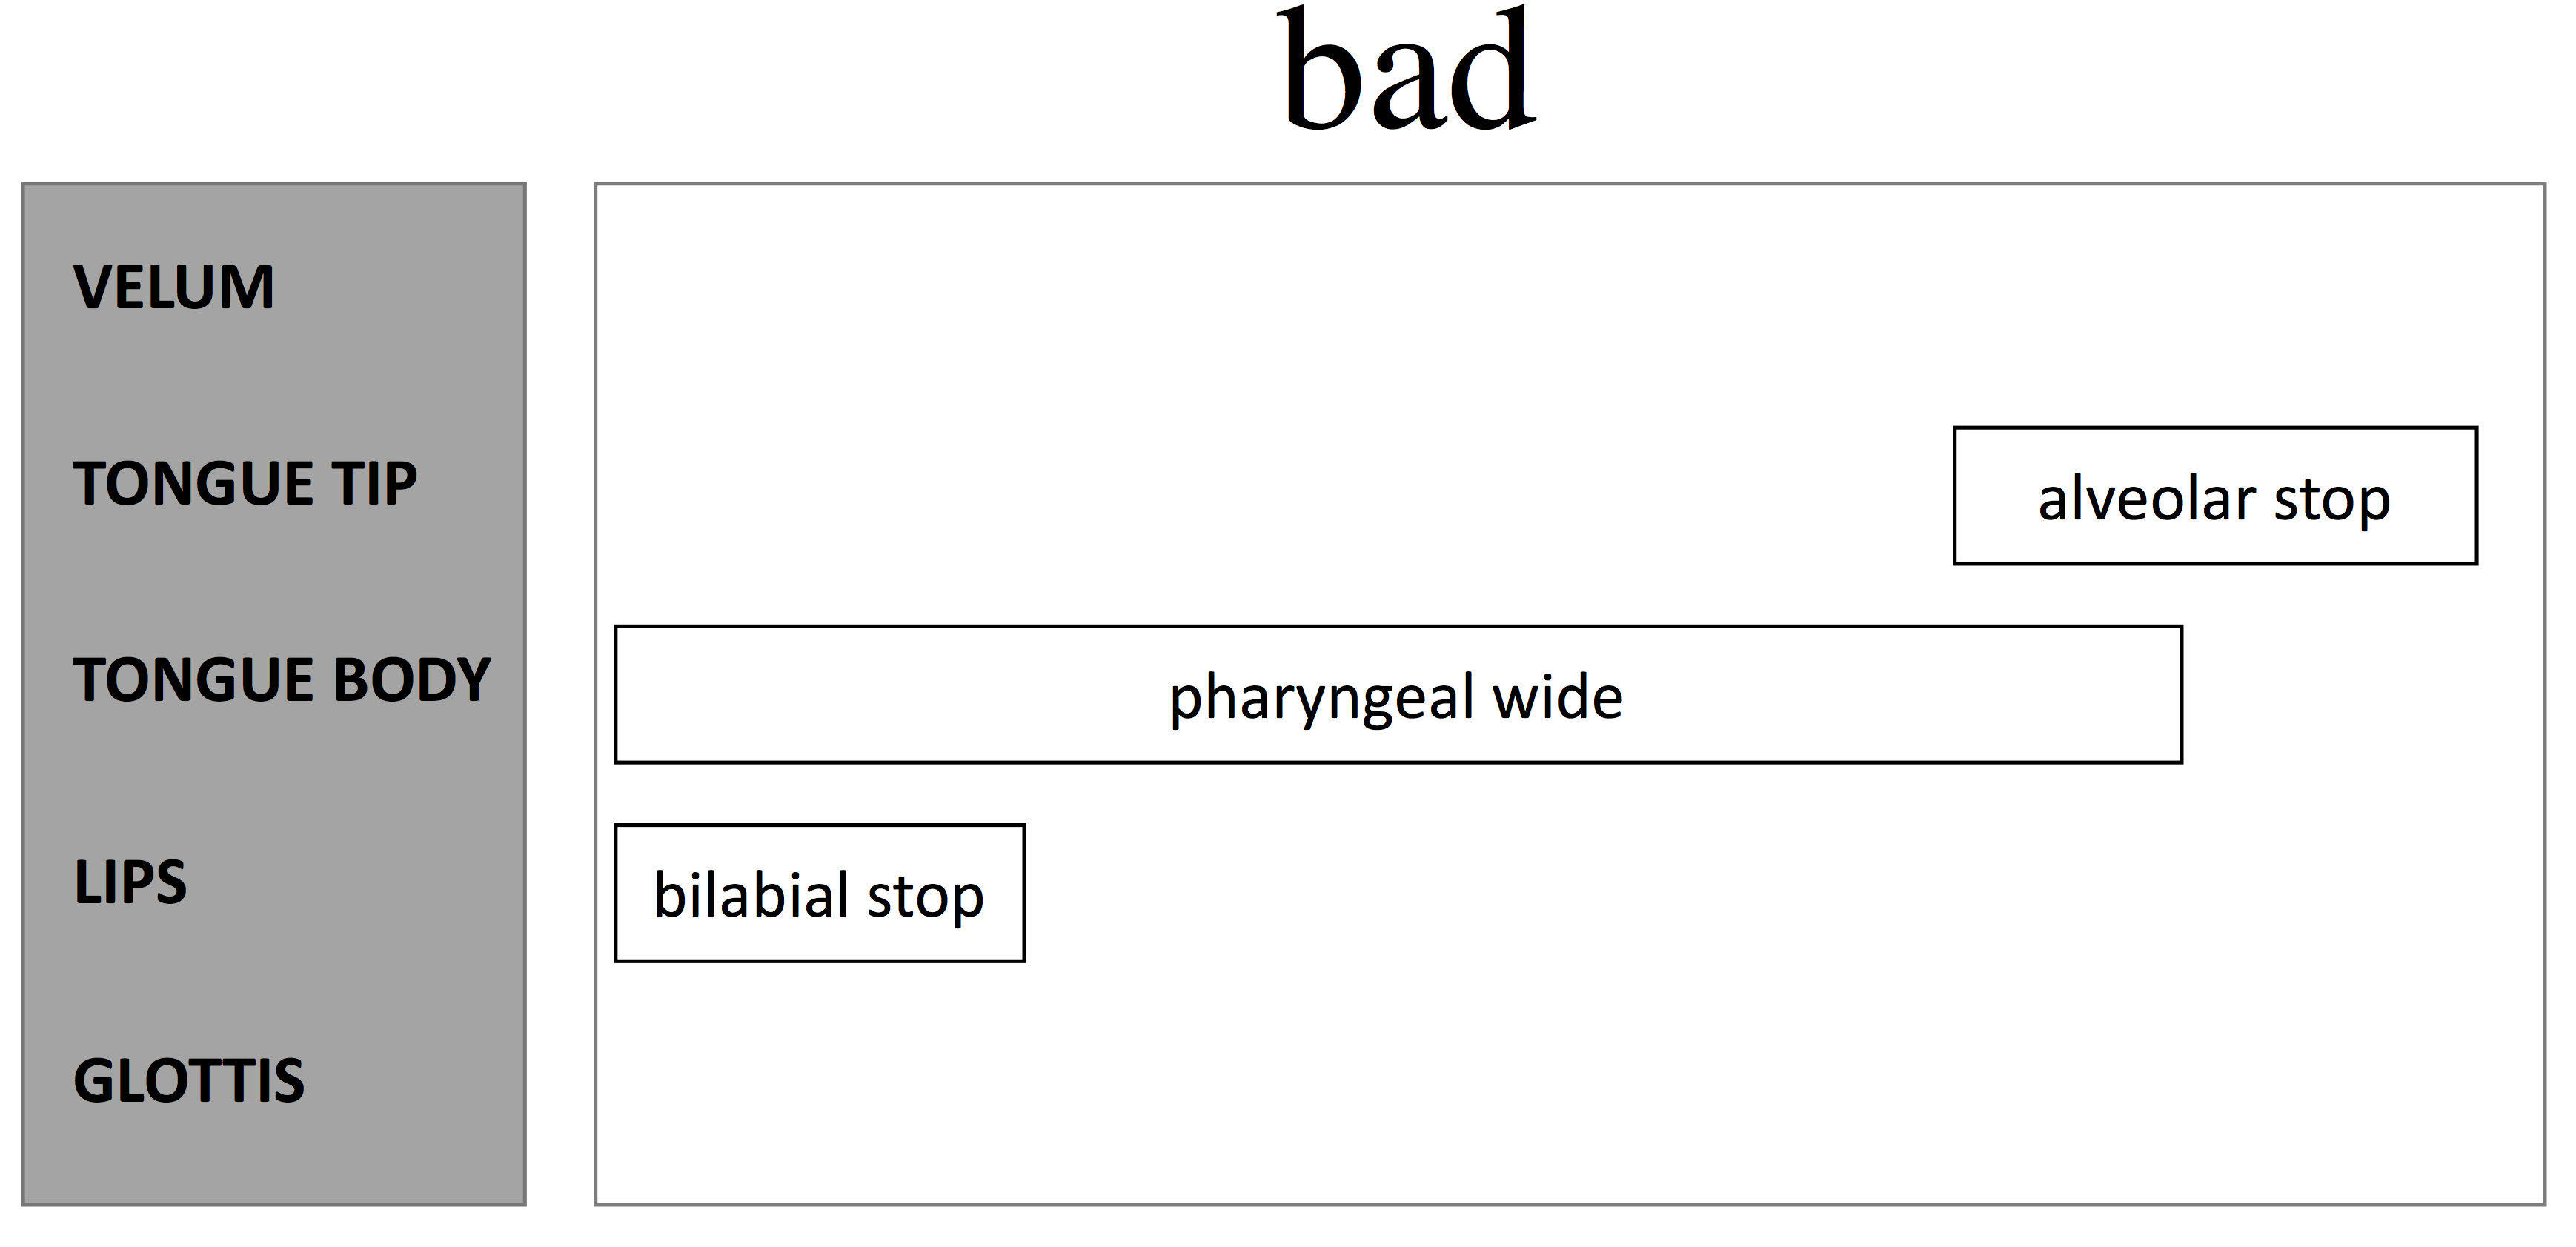 bad
VELUM
TONGUE TIP
alveolar stop
TONGUE BODY
pharyngeal wide
LIPS
bilabial stop
GLOTTIS